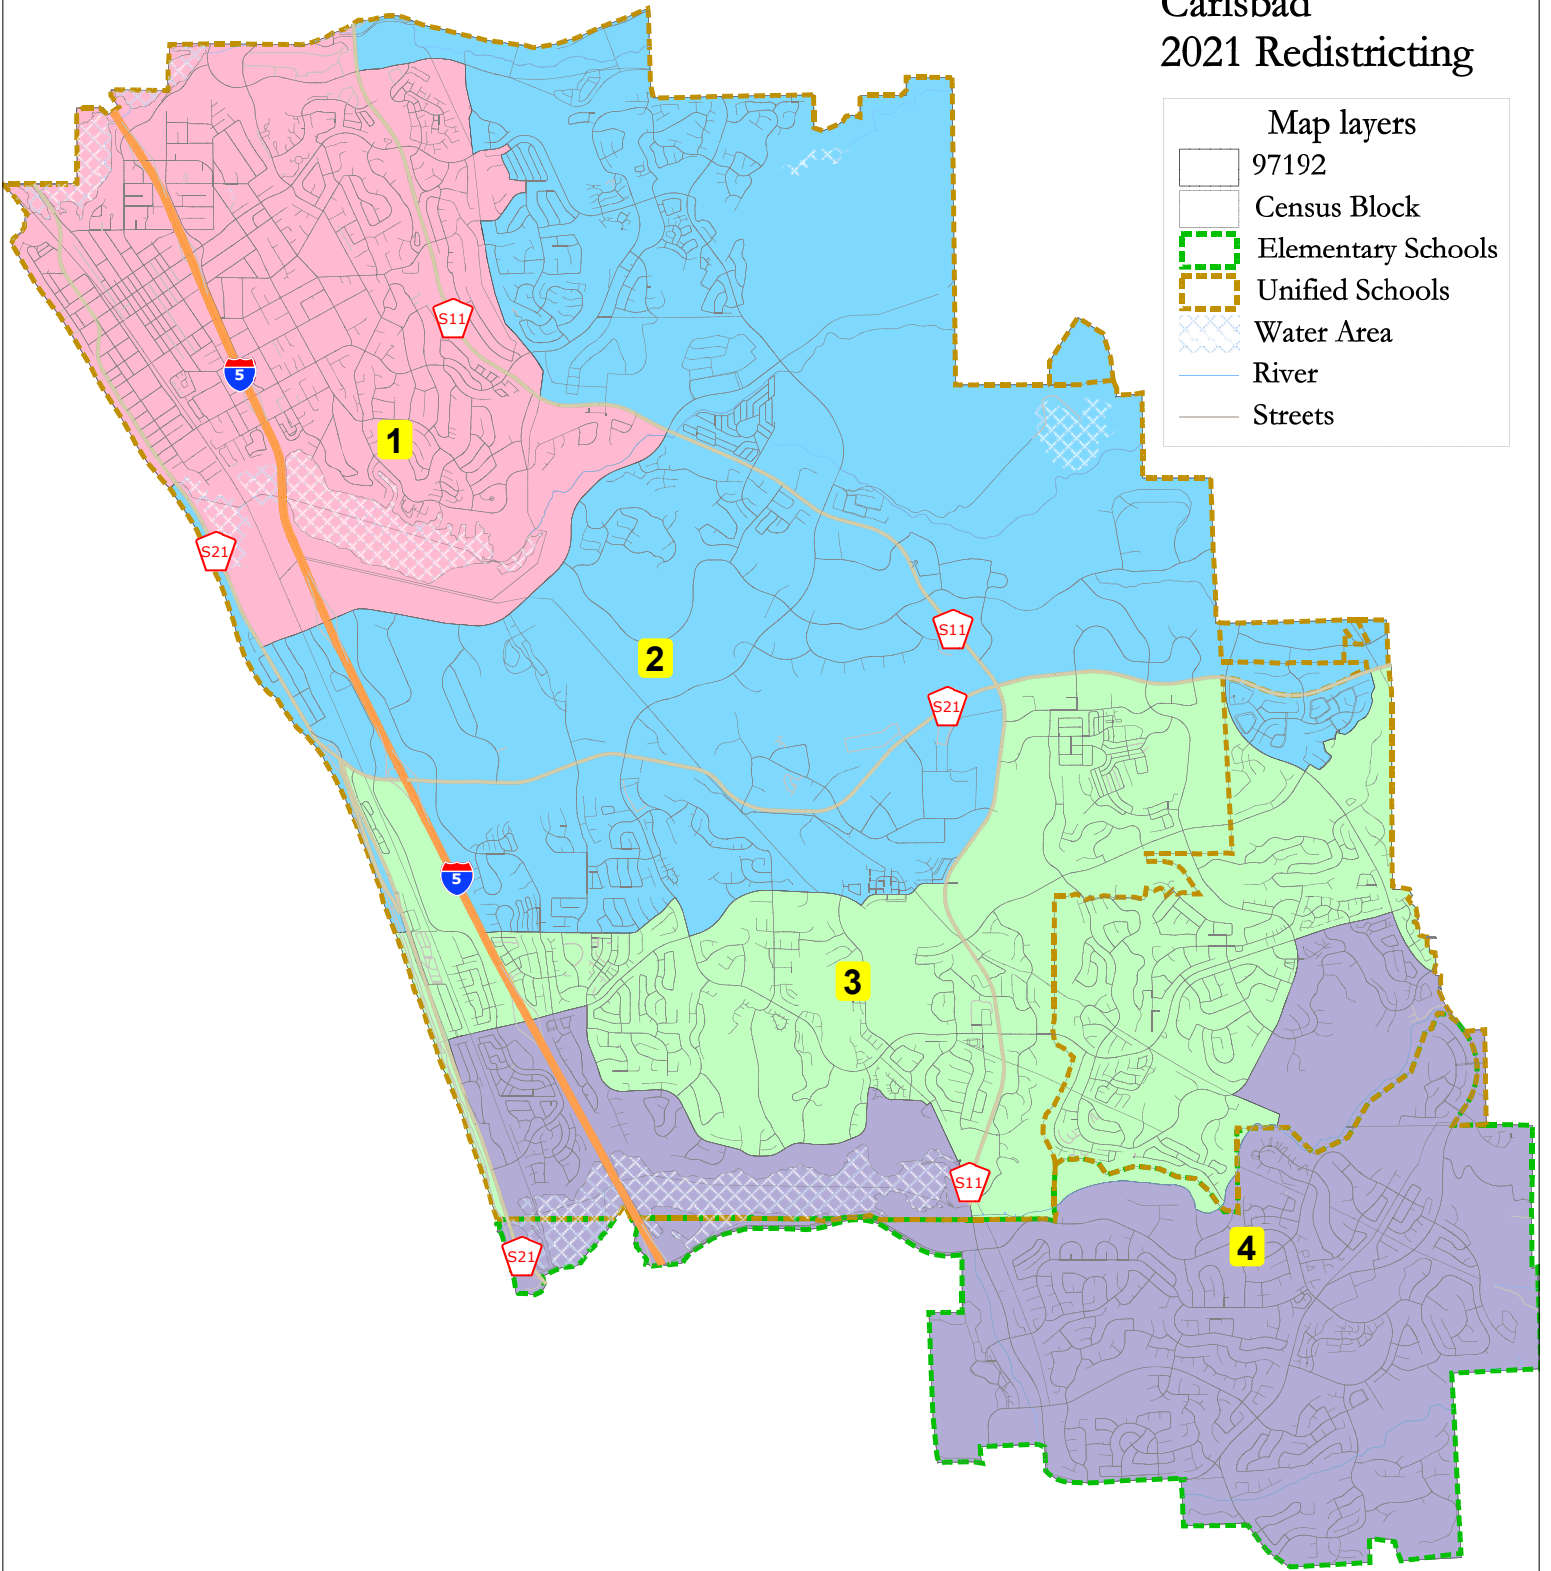 Carlsbad
2021 Redistricting
Map layers
97192
Census Block
Elementary Schools
Unified Schools
Water Area
River
Streets
S11
5
1
S21
S11
2
S21
5
3
S11
4
S21